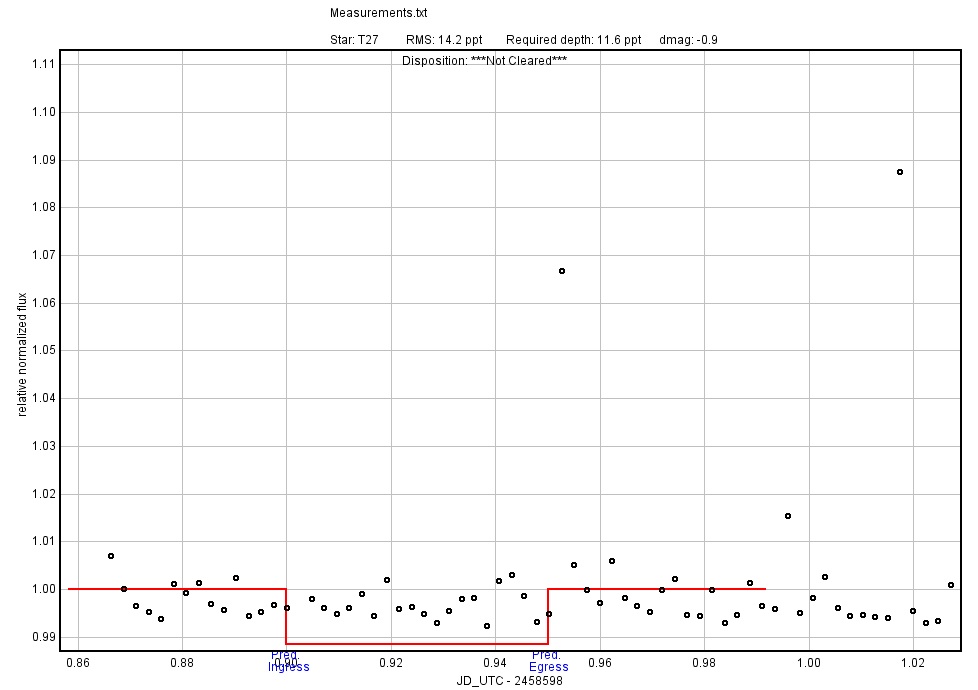 Measurements.txt
Star: T27 RMS: 14.2 ppt Required depth: 11.6 ppt dmag: -0.9
Disposition: ***Not Cleared***
1.11
1.10
1.09
1.08
1.07
1.06
1.05
1.04
1.03
1.02
1.01
1.00
0.99
relative normalized flux
0.86 0.88 0.90 0.92 0.94 0.96 0.98 1.00 1.02
Pred. Ingress
Pred. Egress
JD_UTC - 2458598